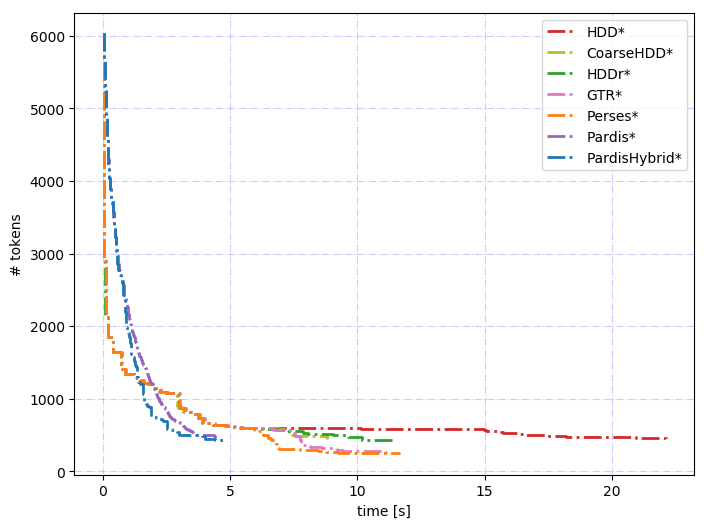 HDD*
CoarseHDD*
HDDr*
GTR*
Perses*
Pardis*
PardisHybrid*
# tokens
6000
5000
4000
3000
2000
1000
0
0 5 10 15 20
time [s]